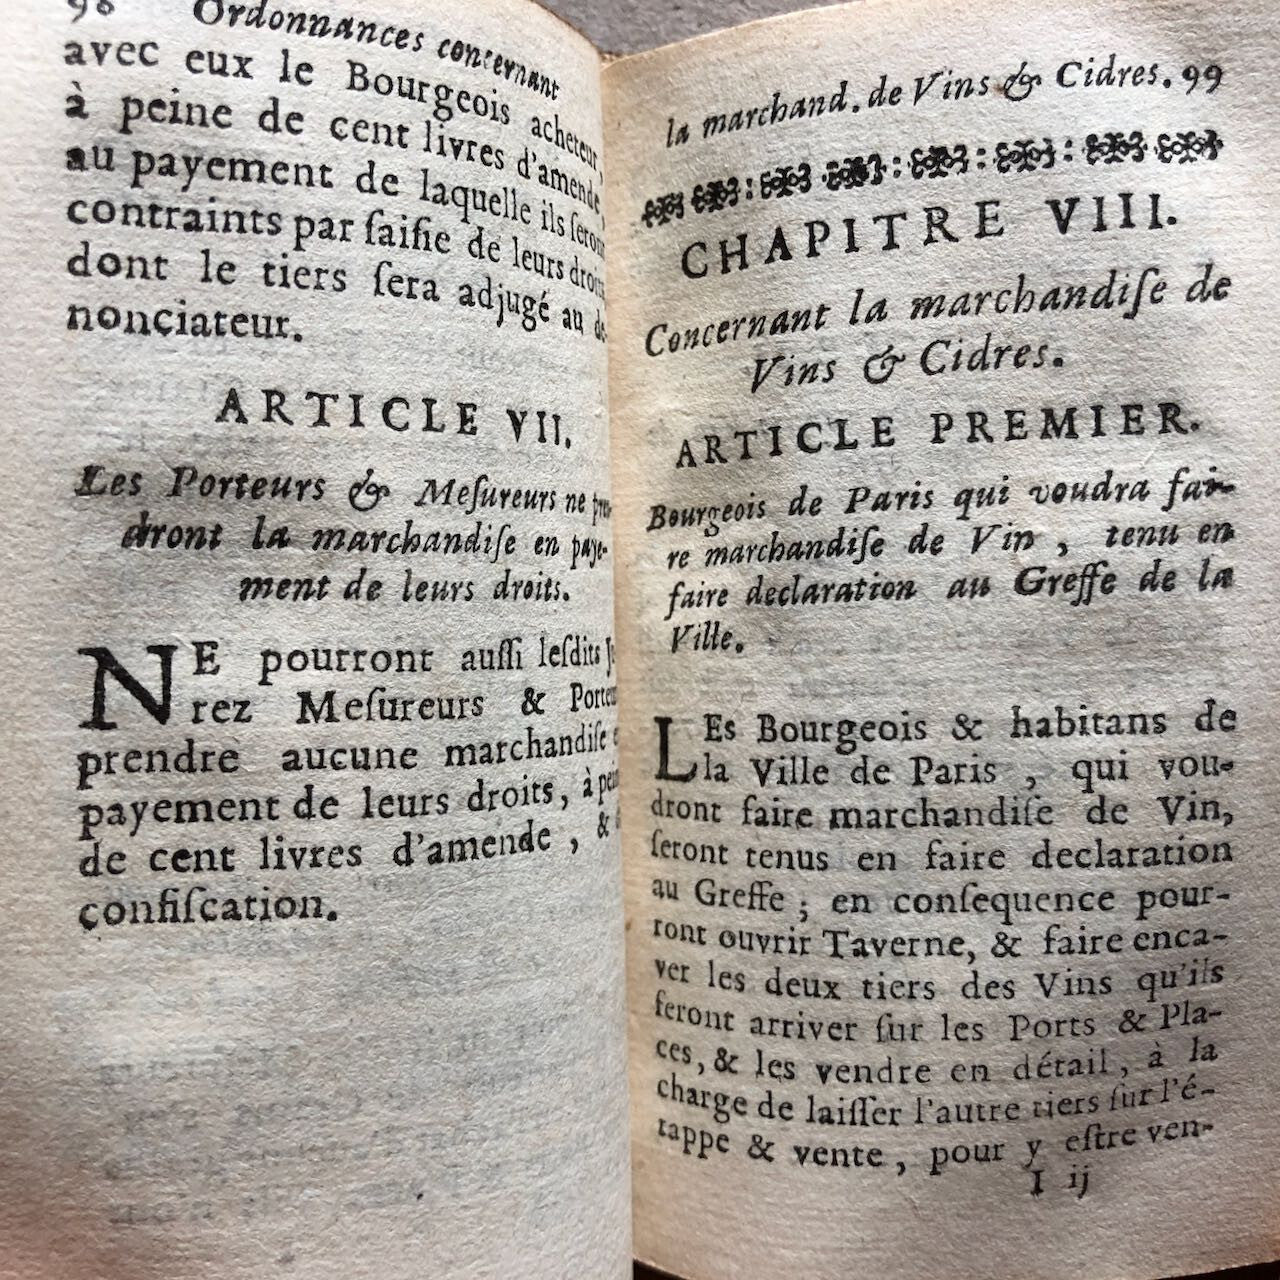 98 Ordonnances concernant
avec eux le Bourgeois acheteur,
à peine de cent livres d'amende,
au payement de laquelle ils ſeront
contraints par ſaiſie de leurs droits,
dont le tiers ſera adjugé au dé-
nonciateur.
ARTICLE VII.
Les Porteurs & Meſureurs ne pren-
dront la marchandiſe en paye-
ment de leurs droits.
NE pourront auſſi leſdits
rez Meſureurs & Porteurs
prendre aucune marchandiſe
payement de leurs droits, à peine
de cent livres d'amende, &
confiſcation.
la marchand. de Vins & Cidres. 99
CHAPITRE VIII.
Concernant la marchandiſe de
Vins & Cidres.
ARTICLE PREMIER.
Bourgeois de Paris qui voudra fai-
re marchandiſe de Vin, tenu en
faire declaration au Greffe de la
Ville.
LEs Bourgeois & habitans de
la Ville de Paris, qui vou-
dront faire marchandiſe de Vin,
ſeront tenus en faire declaration
au Greffe; en conſequence pour-
ront ouvrir Taverne, & faire enca-
ver les deux tiers des Vins qu'ils
feront arriver ſur les Ports & Pla-
ces, & les vendre en détail, à la
charge de laiſſer l'autre tiers ſur l'é-
tappe & vente, pour y eſtre ven-
I ij